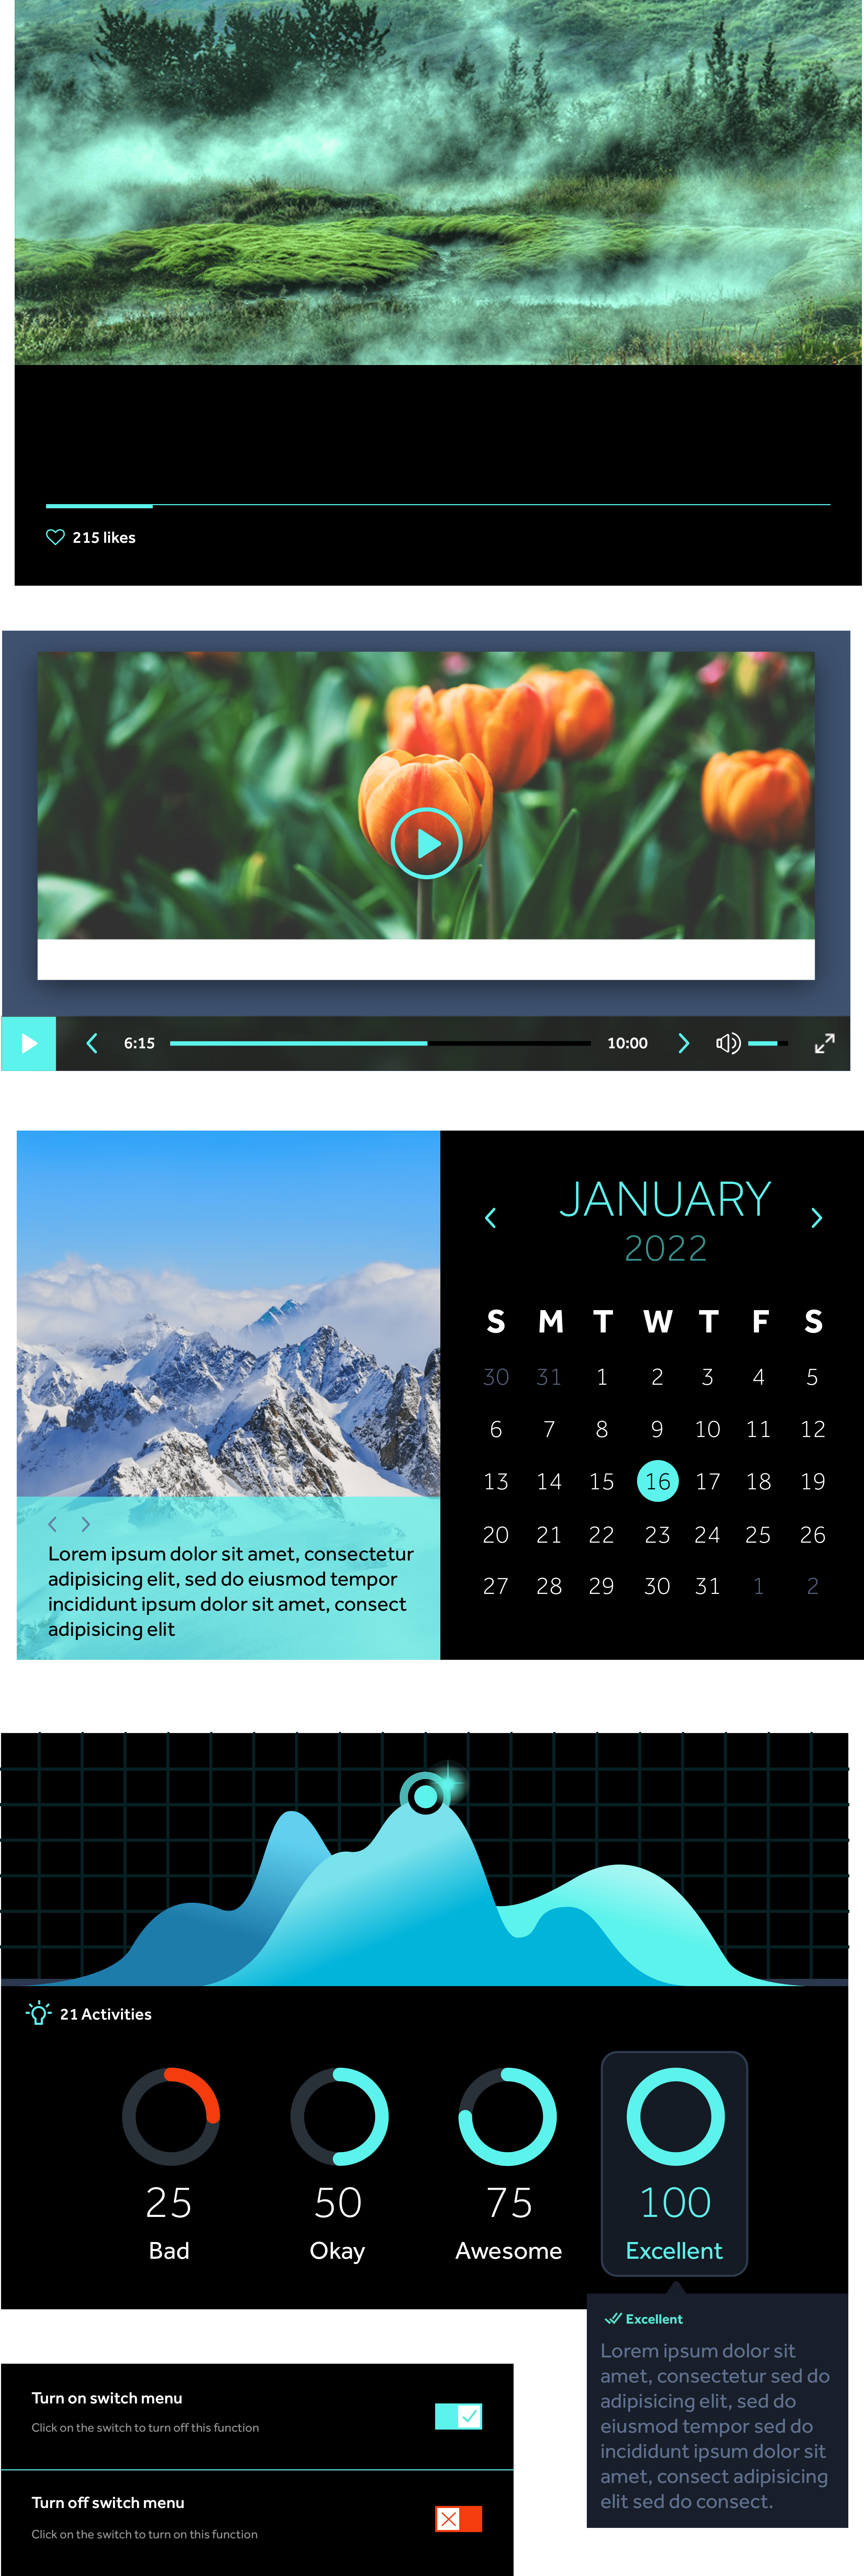 215 likes
6:15 10:00
JANUARY
2022
S M T W T F S
30 31 1 2 3 4 5
6 7 8 9 10 11 12
13 14 15 16 17 18 19
20 21 22 23 24 25 26
27 28 29 30 31 1 2
Lorem ipsum dolor sit amet, consectetur
adipisicing elit, sed do eiusmod tempor
incididunt ipsum dolor sit amet, consect
adipisicing elit
21 Activities
25 50 75 100
Bad Okay Awesome Excellent
Excellent
Lorem ipsum dolor sit
amet, consectetur sed do
adipisicing elit, sed do
eiusmod tempor sed do
incididunt ipsum dolor sit
amet, consect adipisicing
elit sed do consect.
Turn on switch menu
Click on the switch to turn off this function
Turn off switch menu
Click on the switch to turn on this function